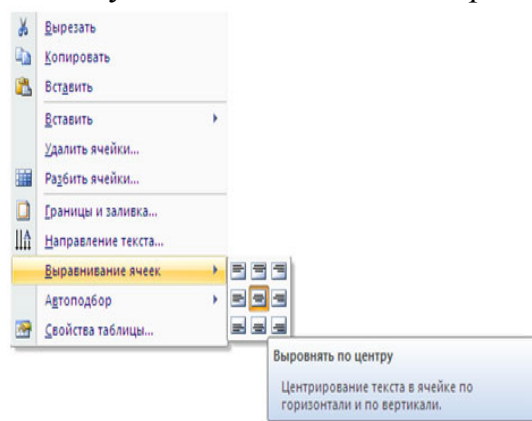 Вырезать
Копировать
Вставить
Вставить
Удалить ячейки...
Разбить ячейки...
Границы и заливка...
Направление текста...
Выравнивание ячеек
Автоподбор
Свойства таблицы...
Выровнять по центру
Центрирование текста в ячейке по
горизонтали и по вертикали.